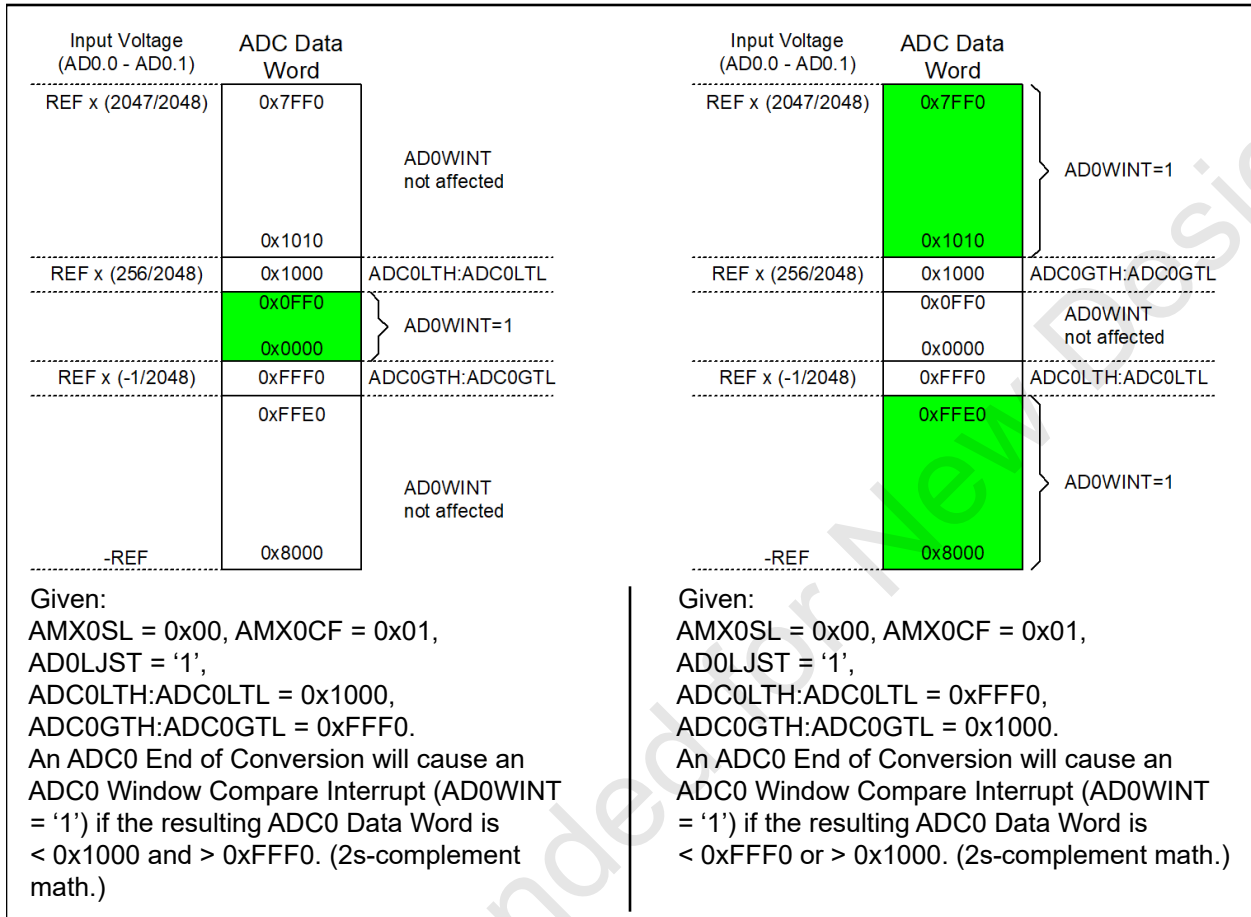 Input Voltage
(AD0.0 - AD0.1)
ADC Data
Word
REF x (2047/2048)
0x7FF0
AD0WINT
not affected
0x1010
REF x (256/2048)
0x1000
ADC0LTH:ADC0LTL
0x0FF0
AD0WINT=1
0x0000
REF x (-1/2048)
0xFFF0
ADC0GTH:ADC0GTL
0xFFE0
AD0WINT
not affected
-REF
0x8000
Given:
AMX0SL = 0x00, AMX0CF = 0x01,
AD0LJST = ‘1’,
ADC0LTH:ADC0LTL = 0x1000,
ADC0GTH:ADC0GTL = 0xFFF0.
An ADC0 End of Conversion will cause an
ADC0 Window Compare Interrupt (AD0WINT
= ‘1’) if the resulting ADC0 Data Word is
< 0x1000 and > 0xFFF0. (2s-complement
math.)
Input Voltage
(AD0.0 - AD0.1)
ADC Data
Word
REF x (2047/2048)
0x7FF0
AD0WINT=1
0x1010
REF x (256/2048)
0x1000
ADC0GTH:ADC0GTL
0x0FF0
AD0WINT
not affected
0x0000
REF x (-1/2048)
0xFFF0
ADC0LTH:ADC0LTL
0xFFE0
AD0WINT=1
-REF
0x8000
Given:
AMX0SL = 0x00, AMX0CF = 0x01,
AD0LJST = ‘1’,
ADC0LTH:ADC0LTL = 0xFFF0,
ADC0GTH:ADC0GTL = 0x1000.
An ADC0 End of Conversion will cause an
ADC0 Window Compare Interrupt (AD0WINT
= ‘1’) if the resulting ADC0 Data Word is
< 0xFFF0 or > 0x1000. (2s-complement math.)
for New